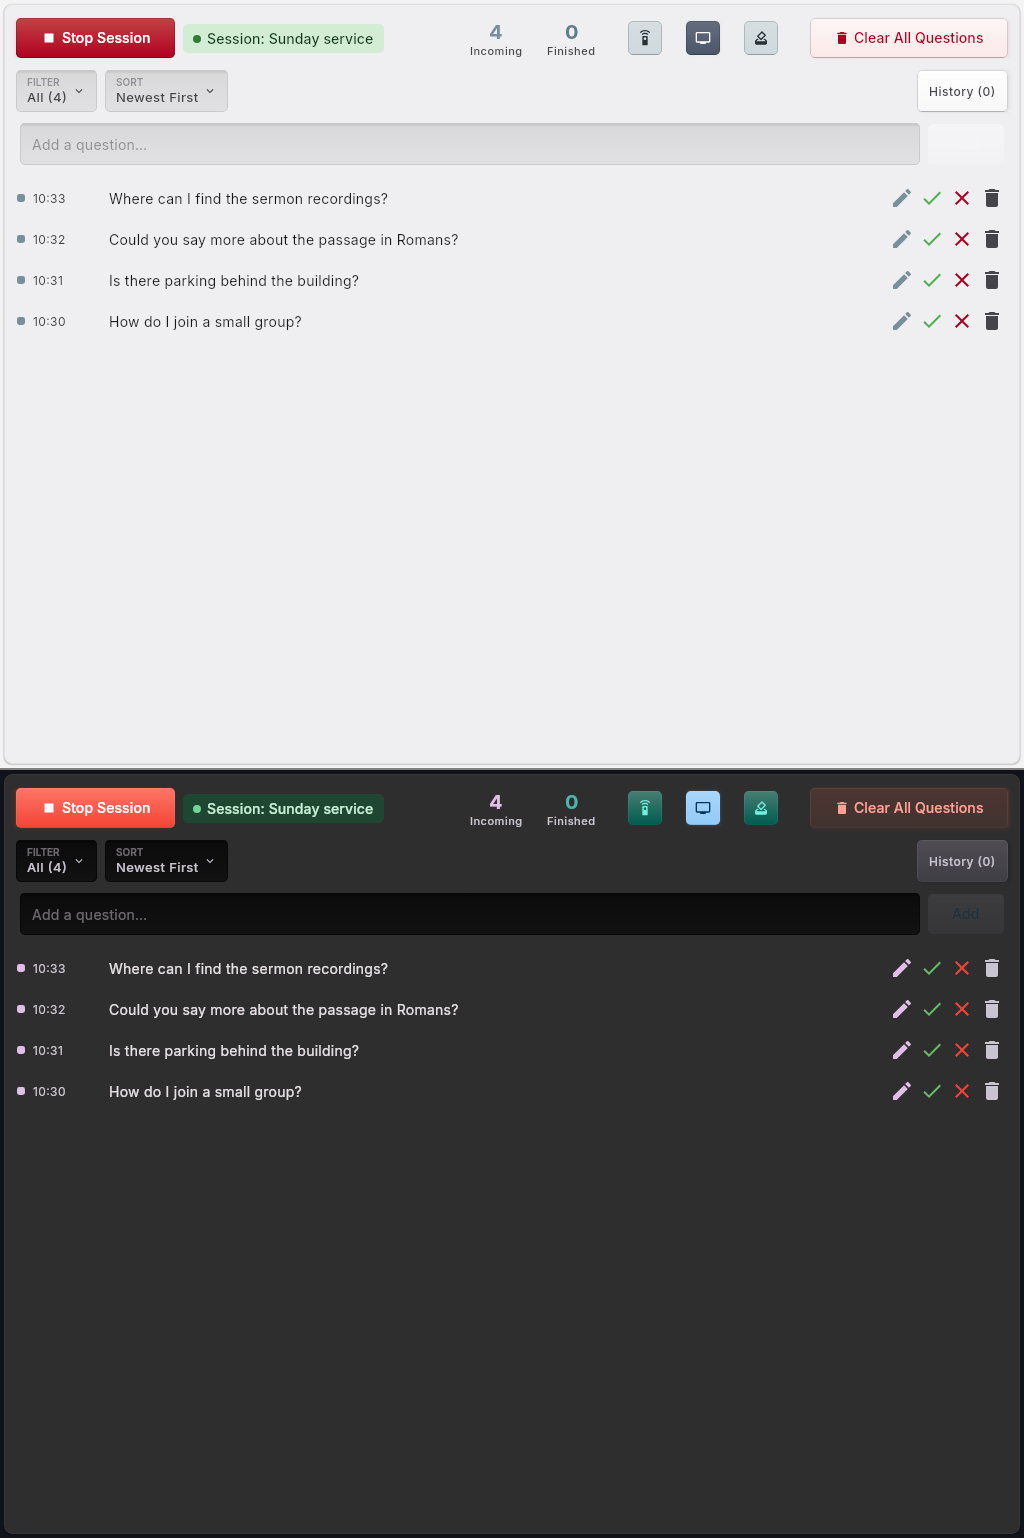 Stop Session
Session: Sunday service
4
Incoming
0
Finished
Clear All Questions
FILTER
All (4)
SORT
Newest First
History (0)
Add a question...
10:33 Where can I find the sermon recordings?
10:32 Could you say more about the passage in Romans?
10:31 Is there parking behind the building?
10:30 How do I join a small group?
Stop Session
Session: Sunday service
4
Incoming
0
Finished
Clear All Questions
FILTER
All (4)
SORT
Newest First
History (0)
Add a question...
Add
10:33 Where can I find the sermon recordings?
10:32 Could you say more about the passage in Romans?
10:31 Is there parking behind the building?
10:30 How do I join a small group?